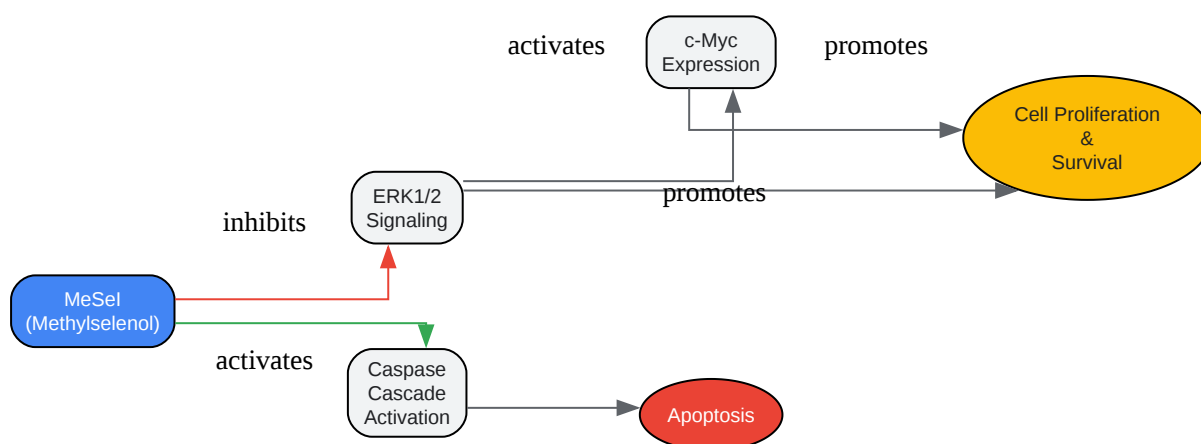 activates
c-Myc
Expression
promotes
Cell Proliferation
&
Survival
ERK1/2
Signaling
promotes
inhibits
MeSeI
(Methylselenol)
activates
Caspase
Cascade
Activation
Apoptosis